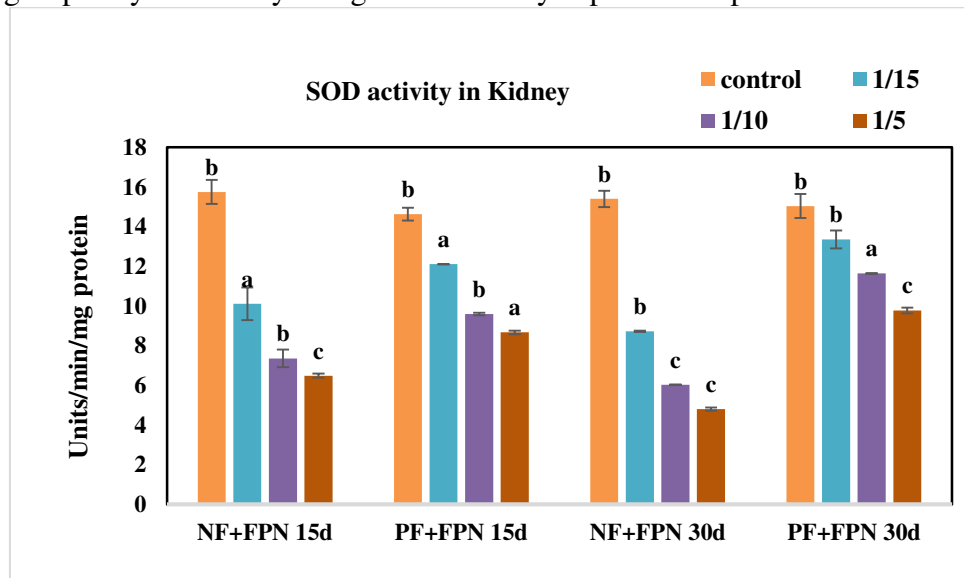 SOD activity in Kidney
control 1/15
1/10 1/5
Units/min/mg protein
18
16
14
12
10
8
6
4
2
0
b a b c
b a b a
b b c c
b b a c
NF+FPN 15d PF+FPN 15d NF+FPN 30d PF+FPN 30d